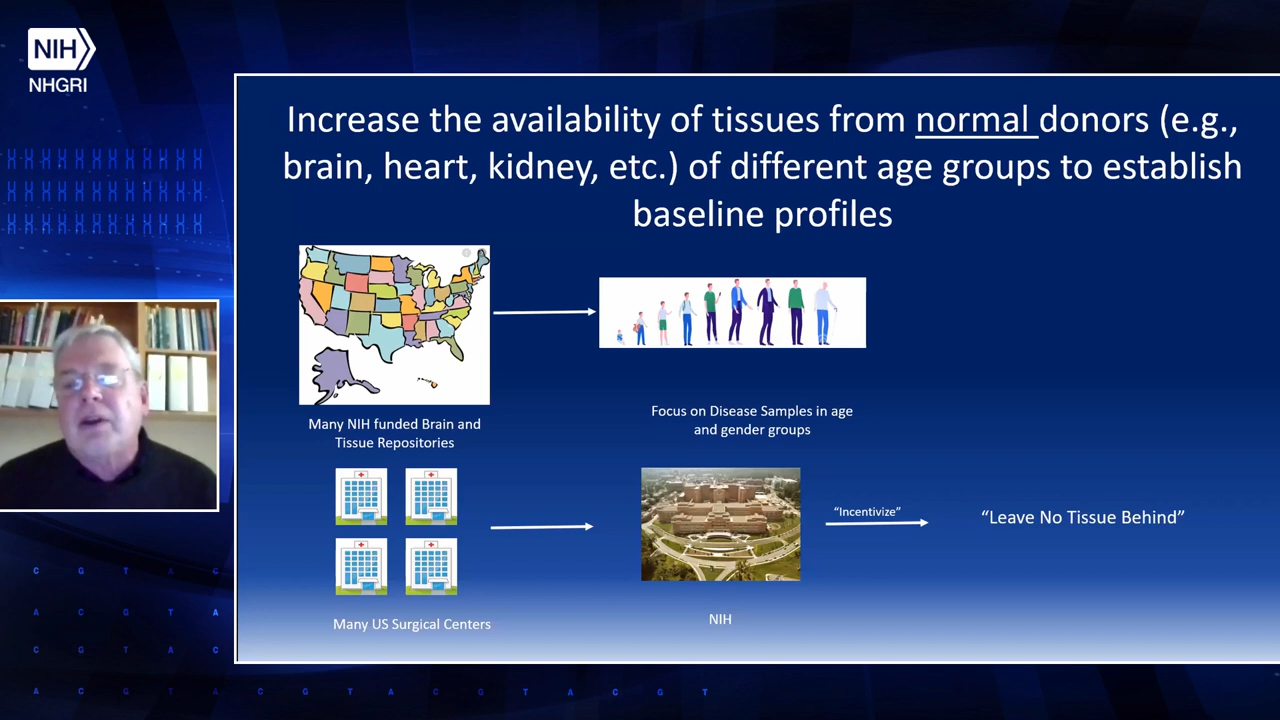 NIH
NHGRI
Increase the availability of tissues from normal donors (e.g.,
brain, heart, kidney, etc.) of different age groups to establish
baseline profiles
Many NIH funded Brain and
Tissue Repositories
Focus on Disease Samples in age
and gender groups
"Incentivize"
"Leave No Tissue Behind"
Many US Surgical Centers
NIH
C G T A C
A C G T A
C G T A C
A C G T A C G T A C G T A C G T